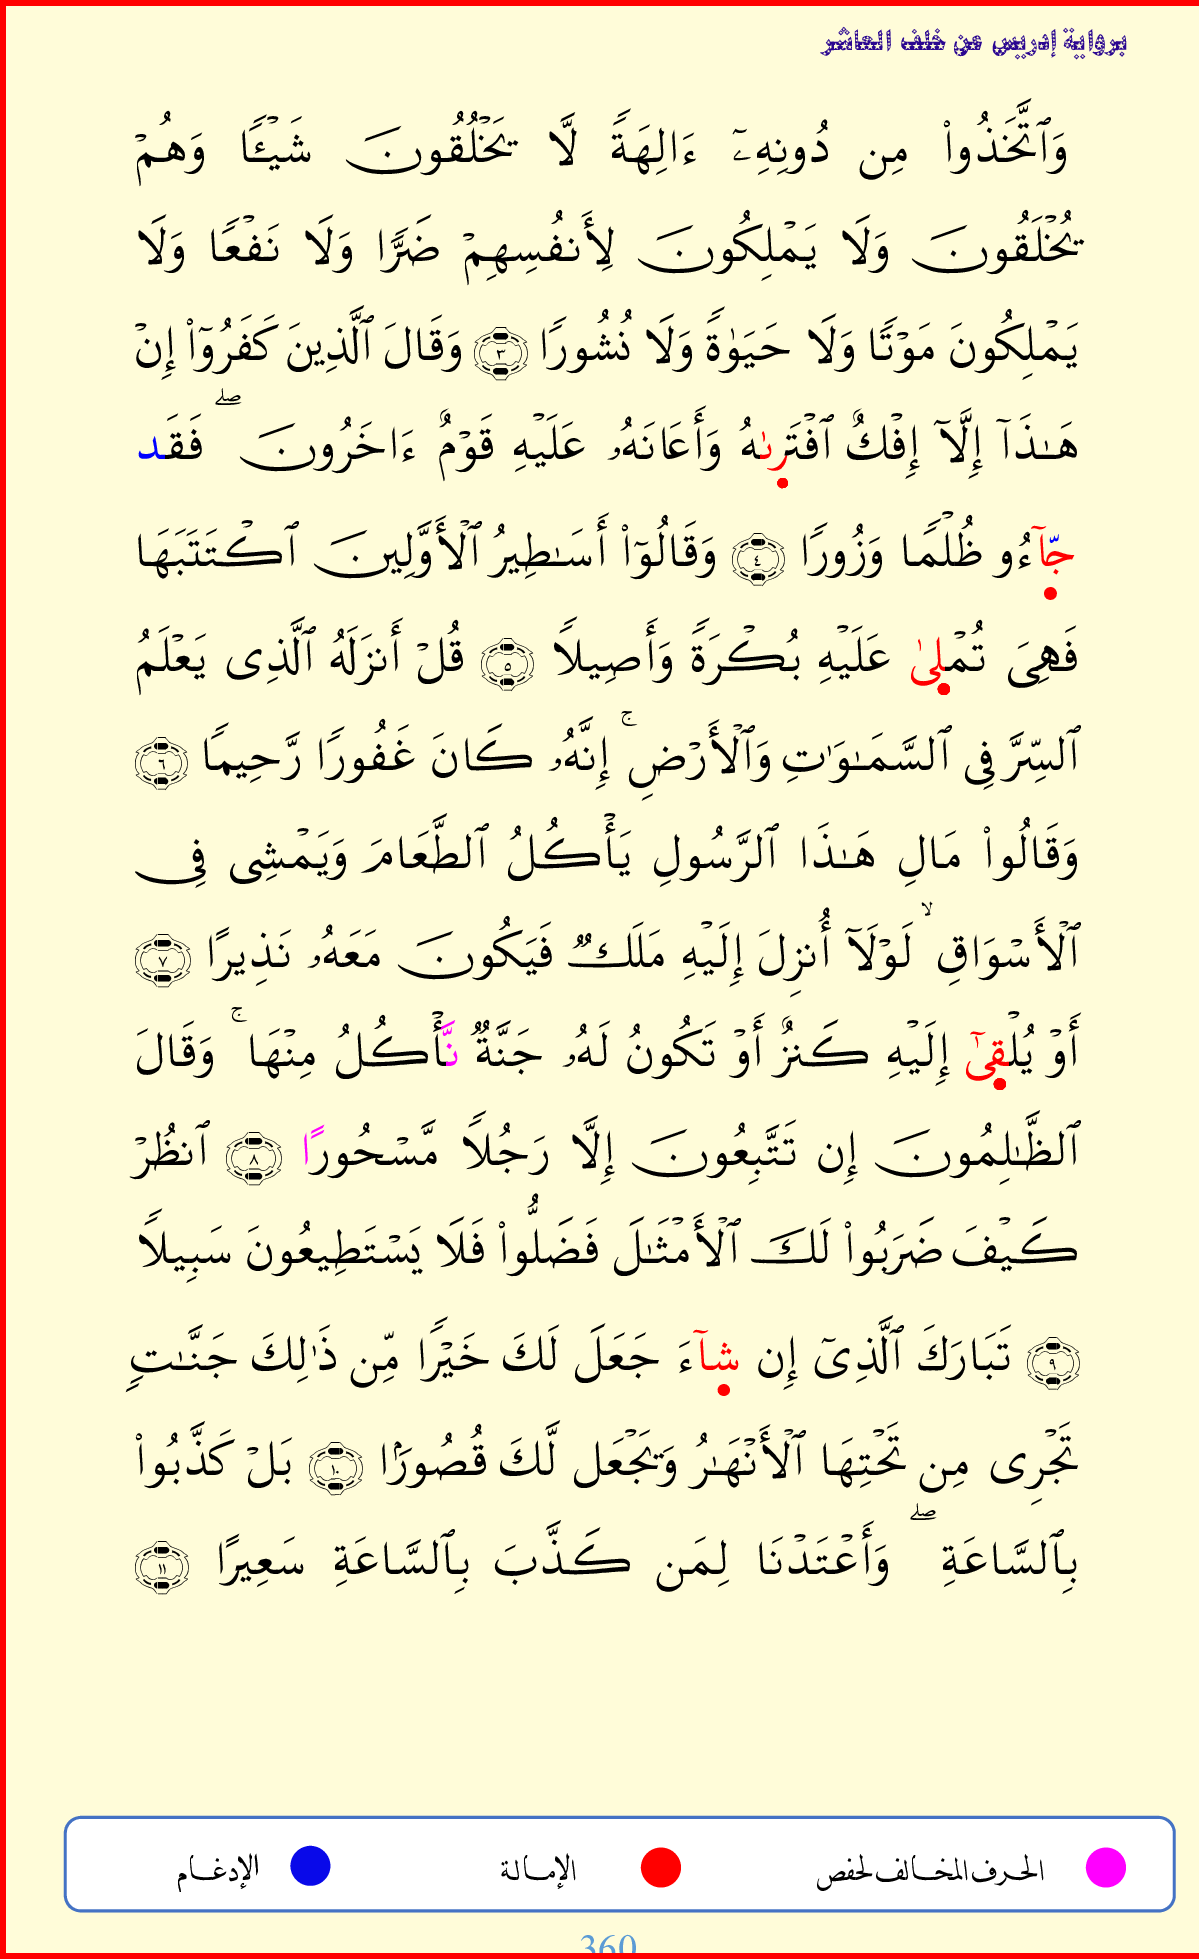 برواية إدريس عن خلف العاشر
وَٱتَّخَذُوا۟ مِن دُونِهِۦٓ ءَالِهَةًۭ لَّا يَخْلُقُونَ شَيْـًۭٔا وَهُمْ
يُخْلَقُونَ وَلَا يَمْلِكُونَ لِأَنفُسِهِمْ ضَرًّۭا وَلَا نَفْعًۭا وَلَا
يَمْلِكُونَ مَوْتًۭا وَلَا حَيَوٰةًۭ وَلَا نُشُورًۭا ٣ وَقَالَ ٱلَّذِينَ كَفَرُوٓا۟ إِنْ
هَـٰذَآ إِلَّآ إِفْكٌ ٱفْتَرِىٰهُ وَأَعَانَهُۥ عَلَيْهِ قَوْمٌ ءَاخَرُونَ ۖ فَقَد
جَّآءُو ظُلْمًۭا وَزُورًۭا ٤ وَقَالُوٓا۟ أَسَـٰطِيرُ ٱلْأَوَّلِينَ ٱكْتَتَبَهَا
فَهِىَ تُمْلِىٰ عَلَيْهِ بُكْرَةًۭ وَأَصِيلًۭا ٥ قُلْ أَنزَلَهُ ٱلَّذِى يَعْلَمُ
ٱلسِّرَّ فِى ٱلسَّمَـٰوَٰتِ وَٱلْأَرْضِ ۚ إِنَّهُۥ كَانَ غَفُورًۭا رَّحِيمًۭا ٦
وَقَالُوا۟ مَالِ هَـٰذَا ٱلرَّسُولِ يَأْكُلُ ٱلطَّعَامَ وَيَمْشِى فِى
ٱلْأَسْوَاقِ ۙ لَوْلَآ أُنزِلَ إِلَيْهِ مَلَكٌۭ فَيَكُونَ مَعَهُۥ نَذِيرًا ٧
أَوْ يُلْقِىٰٓ إِلَيْهِ كَنزٌ أَوْ تَكُونُ لَهُۥ جَنَّةٌۭ نَّأْكُلُ مِنْهَا ۚ وَقَالَ
ٱلظَّـٰلِمُونَ إِن تَتَّبِعُونَ إِلَّا رَجُلًۭا مَّسْحُورًا ٨ ٱنظُرْ
كَيْفَ ضَرَبُوا۟ لَكَ ٱلْأَمْثَـٰلَ فَضَلُّوا۟ فَلَا يَسْتَطِيعُونَ سَبِيلًۭا
٩ تَبَارَكَ ٱلَّذِىٓ إِن شَآءَ جَعَلَ لَكَ خَيْرًۭا مِّن ذَٰلِكَ جَنَّـٰتٍۢ
تَجْرِى مِن تَحْتِهَا ٱلْأَنْهَـٰرُ وَيَجْعَل لَّكَ قُصُورًۢا ١٠ بَلْ كَذَّبُوا۟
بِٱلسَّاعَةِ ۖ وَأَعْتَدْنَا لِمَن كَذَّبَ بِٱلسَّاعَةِ سَعِيرًا ١١
الحرف المخالف لحفص الإمالة الإدغام
360